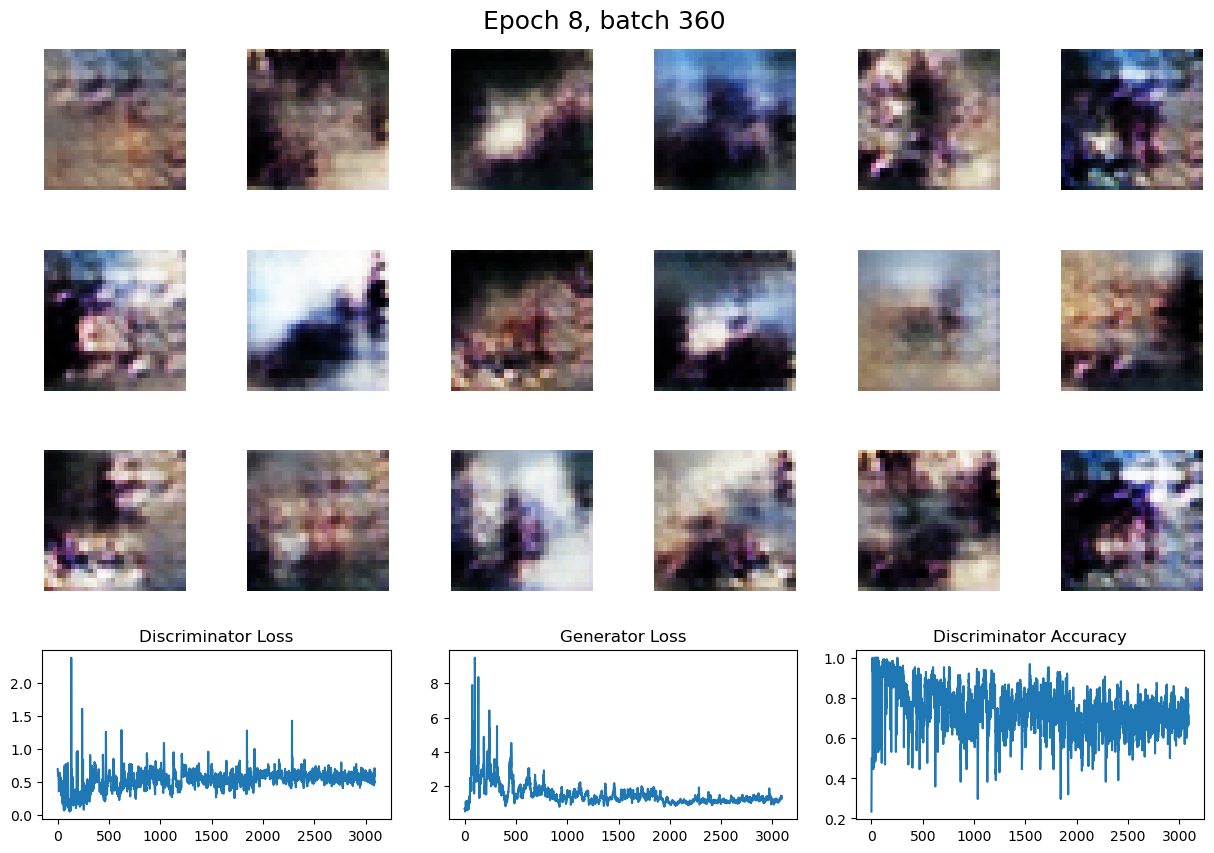 Epoch 8, batch 360
Discriminator Loss
Generator Loss
Discriminator Accuracy
2.0
1.5
1.0
0.5
0.0
0 500 1000 1500 2000 2500 3000
8
6
4
2
0 500 1000 1500 2000 2500 3000
1.0
0.8
0.6
0.4
0.2
0 500 1000 1500 2000 2500 3000